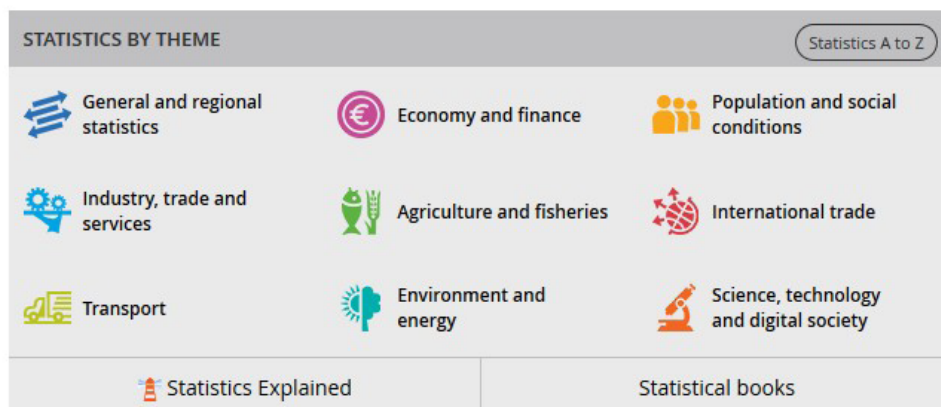 STATISTICS BY THEME
Statistics A to Z
General and regional
statistics
Economy and finance
Population and social
conditions
Industry, trade and
services
Agriculture and fisheries
International trade
Transport
Environment and
energy
Science, technology
and digital society
Statistics Explained
Statistical books